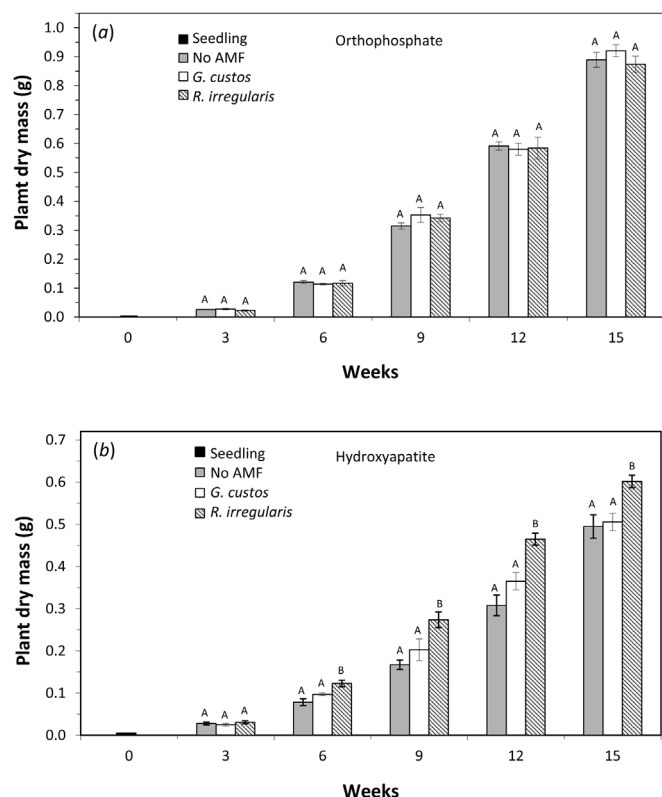 (a)
Orthophosphate
Seedling
No AMF
G. custos
R. irregularis
Plamt dry mass (g)
1.0
0.9
0.8
0.7
0.6
0.5
0.4
0.3
0.2
0.1
0.0
A A A
A A A
A A A
A A A
A A A
0 3 6 9 12 15
Weeks
(b)
Hydroxyapatite
Seedling
No AMF
G. custos
R. irregularis
Plant dry mass (g)
0.7
0.6
0.5
0.4
0.3
0.2
0.1
0.0
A A A
A A B
A A B
A A B
A A B
0 3 6 9 12 15
Weeks